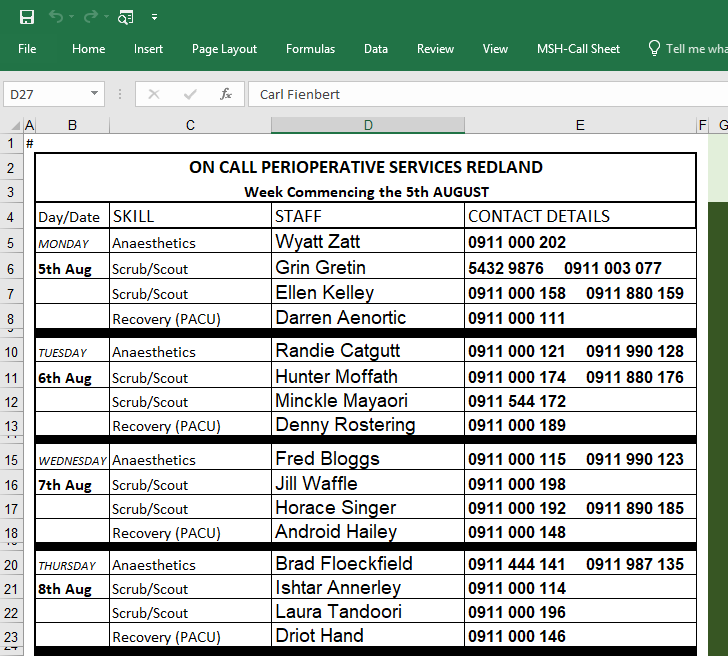 File Home Insert Page Layout Formulas Data Review View MSH-Call Sheet Tell me wha
D27 fx Carl Fienbert
A B C D E F G
1 #
2 ON CALL PERIOPERATIVE SERVICES REDLAND
3 Week Commencing the 5th AUGUST
4 Day/Date SKILL STAFF CONTACT DETAILS
5 MONDAY Anaesthetics Wyatt Zatt 0911 000 202
6 5th Aug Scrub/Scout Grin Gretin 5432 9876 0911 003 077
7 Scrub/Scout Ellen Kelley 0911 000 158 0911 880 159
8 Recovery (PACU) Darren Aenortic 0911 000 111
10 TUESDAY Anaesthetics Randie Catgutt 0911 000 121 0911 990 128
11 6th Aug Scrub/Scout Hunter Moffath 0911 000 174 0911 880 176
12 Scrub/Scout Minckle Mayaori 0911 544 172
13 Recovery (PACU) Denny Rostering 0911 000 189
15 WEDNESDAY Anaesthetics Fred Bloggs 0911 000 115 0911 990 123
16 7th Aug Scrub/Scout Jill Waffle 0911 000 198
17 Scrub/Scout Horace Singer 0911 000 192 0911 890 185
18 Recovery (PACU) Android Hailey 0911 000 148
20 THURSDAY Anaesthetics Brad Floeckfield 0911 444 141 0911 987 135
21 8th Aug Scrub/Scout Ishtar Annerley 0911 000 114
22 Scrub/Scout Laura Tandoori 0911 000 196
23 Recovery (PACU) Driot Hand 0911 000 146